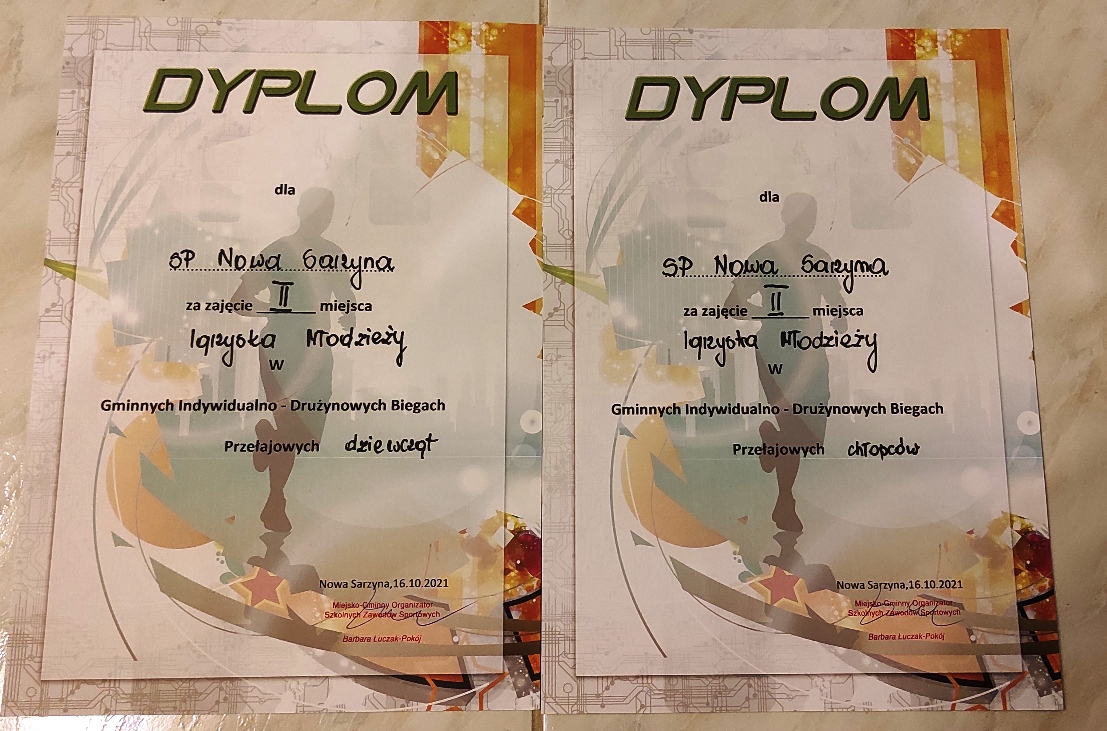 DYPLOM
dla
SP Nowa Sarzyna
za zajęcie II miejsca
Igrzyska Młodzieży
w
Gminnych Indywidualno - Drużynowych Biegach
Przełajowych dziewcząt
Nowa Sarzyna,16.10.2021
Miejsko-Gminny Organizator
Szkolnych Zawodów Sportowych
Barbara Łuczak-Pokój
DYPLOM
dla
SP Nowa Sarzyna
za zajęcie II miejsca
Igrzyska Młodzieży
w
Gminnych Indywidualno - Drużynowych Biegach
Przełajowych chłopców
Nowa Sarzyna,16.10.2021
Miejsko-Gminny Organizator
Szkolnych Zawodów Sportowych
Barbara Łuczak-Pokój